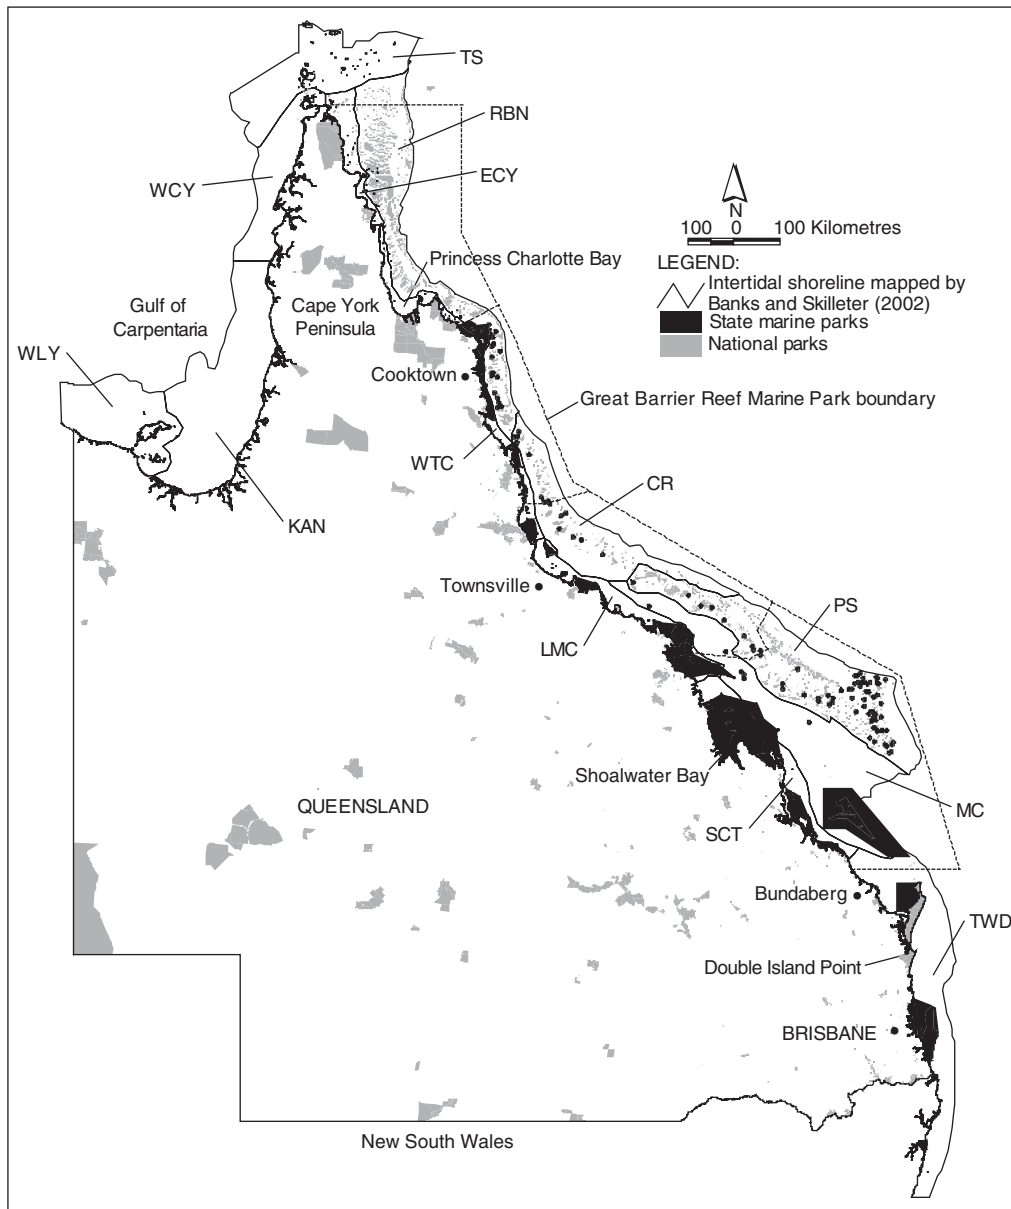 TS
RBN
ECY
WCY
N
100 0 100 Kilometres
LEGEND:
Intertidal shoreline mapped by
Banks and Skilleter (2002)
State marine parks
National parks
Princess Charlotte Bay
Gulf of
Carpentaria
Cape York
Peninsula
WLY
Cooktown
Great Barrier Reef Marine Park boundary
WTC
CR
KAN
Townsville
PS
LMC
Shoalwater Bay
QUEENSLAND
MC
SCT
Bundaberg
TWD
Double Island Point
BRISBANE
New South Wales